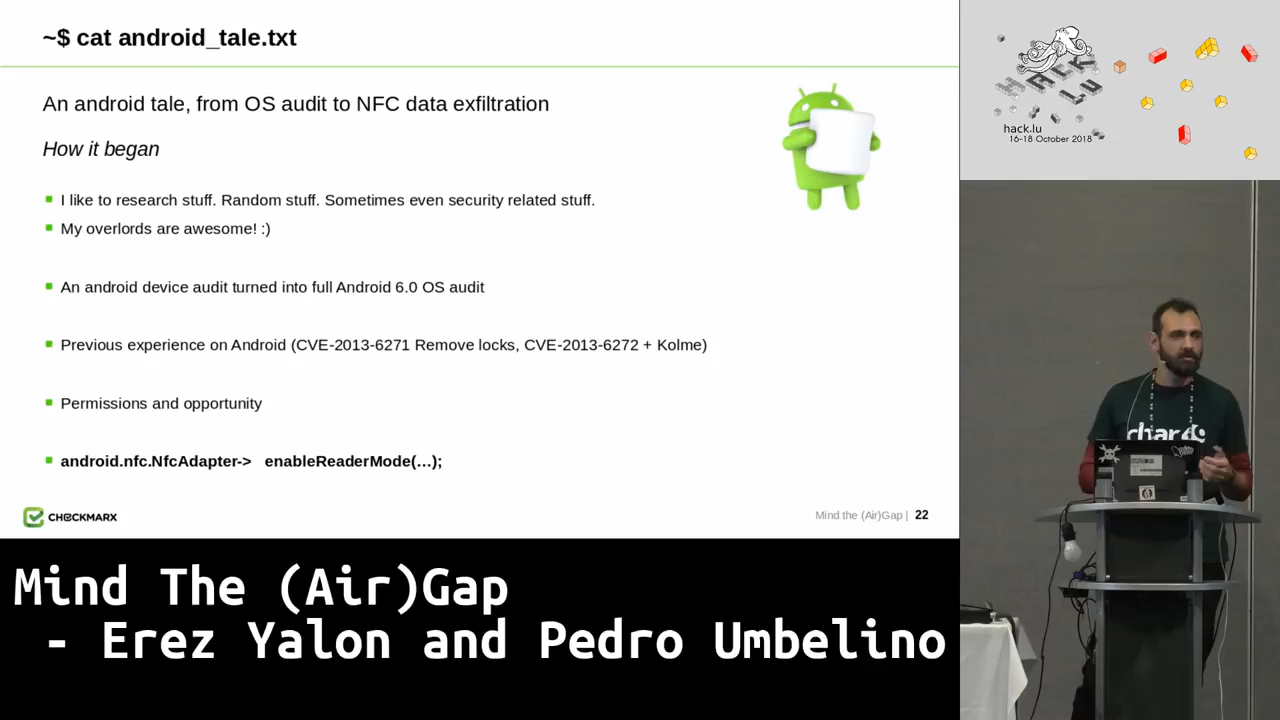 ~$ cat android_tale.txt
An android tale, from OS audit to NFC data exfiltration
How it began
I like to research stuff. Random stuff. Sometimes even security related stuff.
My overlords are awesome! :)
An android device audit turned into full Android 6.0 OS audit
Previous experience on Android (CVE-2013-6271 Remove locks, CVE-2013-6272 + Kolme)
Permissions and opportunity
android.nfc.NfcAdapter-> enableReaderMode(…);
CHECKMARX
Mind the (Air)Gap | 22
HACK
LU
hack.lu
16-18 October 2018
char49
Mind The (Air)Gap
- Erez Yalon and Pedro Umbelino